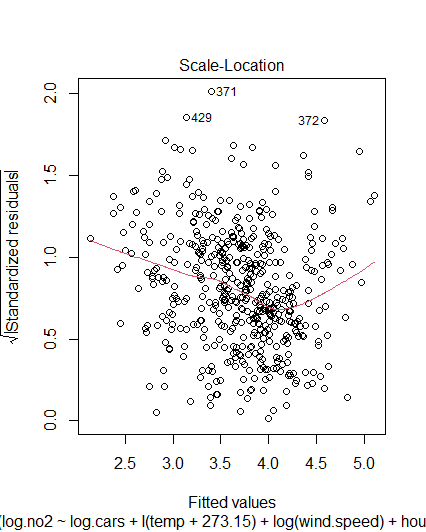 Scale-Location
√|Standardized residuals|
2.0
1.5
1.0
0.5
0.0
371
429
372
2.5 3.0 3.5 4.0 4.5 5.0
Fitted values
(log.no2 ~ log.cars + I(temp + 273.15) + log(wind.speed) + hou